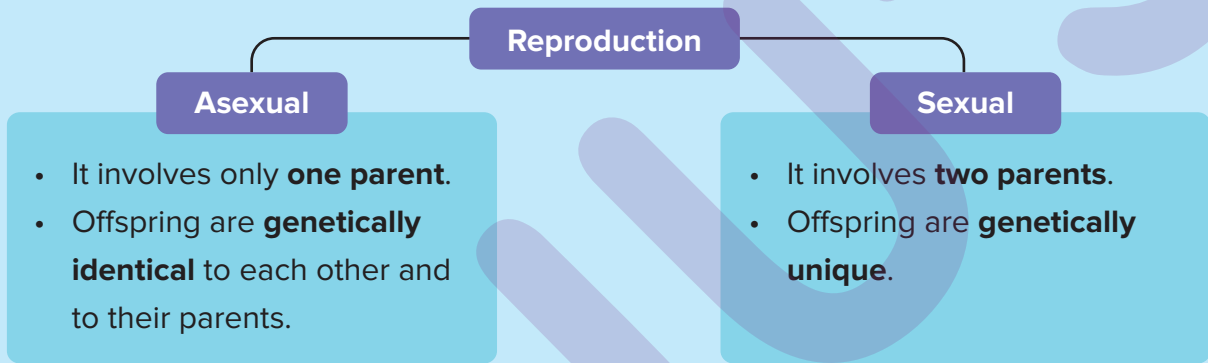 Reproduction
Asexual
• It involves only one parent.
• Offspring are genetically
identical to each other and
to their parents.
Sexual
• It involves two parents.
• Offspring are genetically
unique.